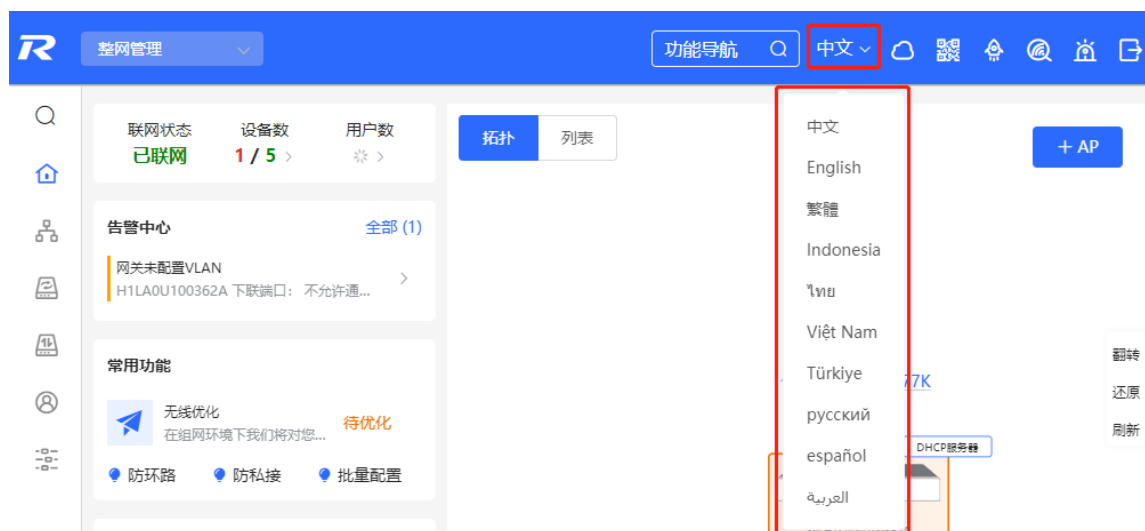 整网管理
功能导航
中文
联网状态 设备数 用户数
已联网 1 / 5
拓扑 列表
+ AP
告警中心 全部 (1)
网关未配置VLAN
H1LA0U100362A 下联端口： 不允许通...
常用功能
无线优化
在组网环境下我们将对您...
待优化
防环路 防私接 批量配置
中文
English
繁體
Indonesia
ไทย
Việt Nam
Türkiye
русский
español
العربية
77K
DHCP服务器
翻转
还原
刷新